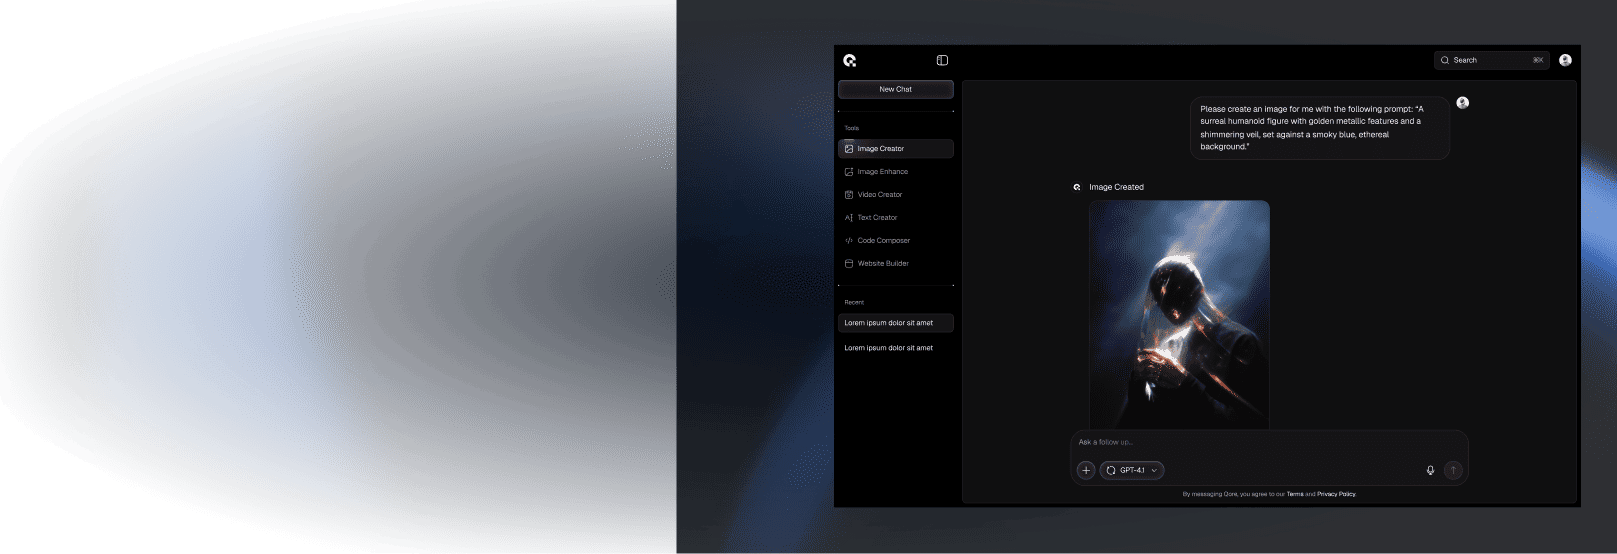 Search
⌘K
New Chat
Tools
Image Creator
Image Enhance
Video Creator
Text Creator
Code Composer
Website Builder
Recent
Lorem ipsum dolor sit amet
Lorem ipsum dolor sit amet
Please create an image for me with the following prompt: “A
surreal humanoid figure with golden metallic features and a
shimmering veil, set against a smoky blue, ethereal
background.”
Image Created
Ask a follow up...
GPT-4.1
By messaging Qore, you agree to our Terms and Privacy Policy.